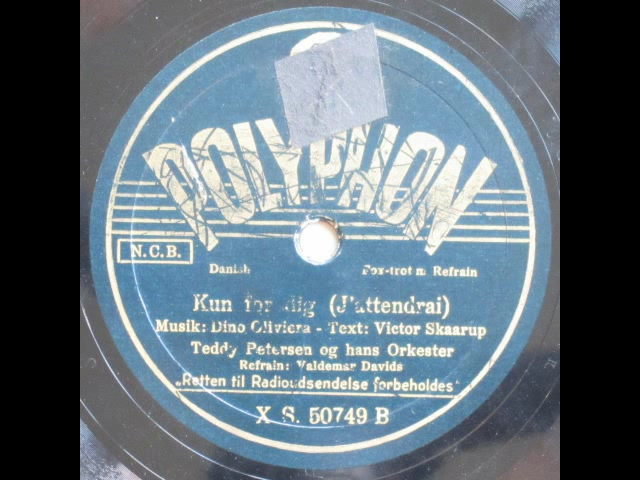 POLYPHON
N.C.B.
Danish Fox-trot m. Refrain
Kun for dig (J'attendrai)
Musik: Dino Oliviera - Text: Victor Skaarup
Teddy Petersen og hans Orkester
Refrain: Valdemar Davids
„Retten til Radioudsendelse forbeholdes"
X S. 50749 B